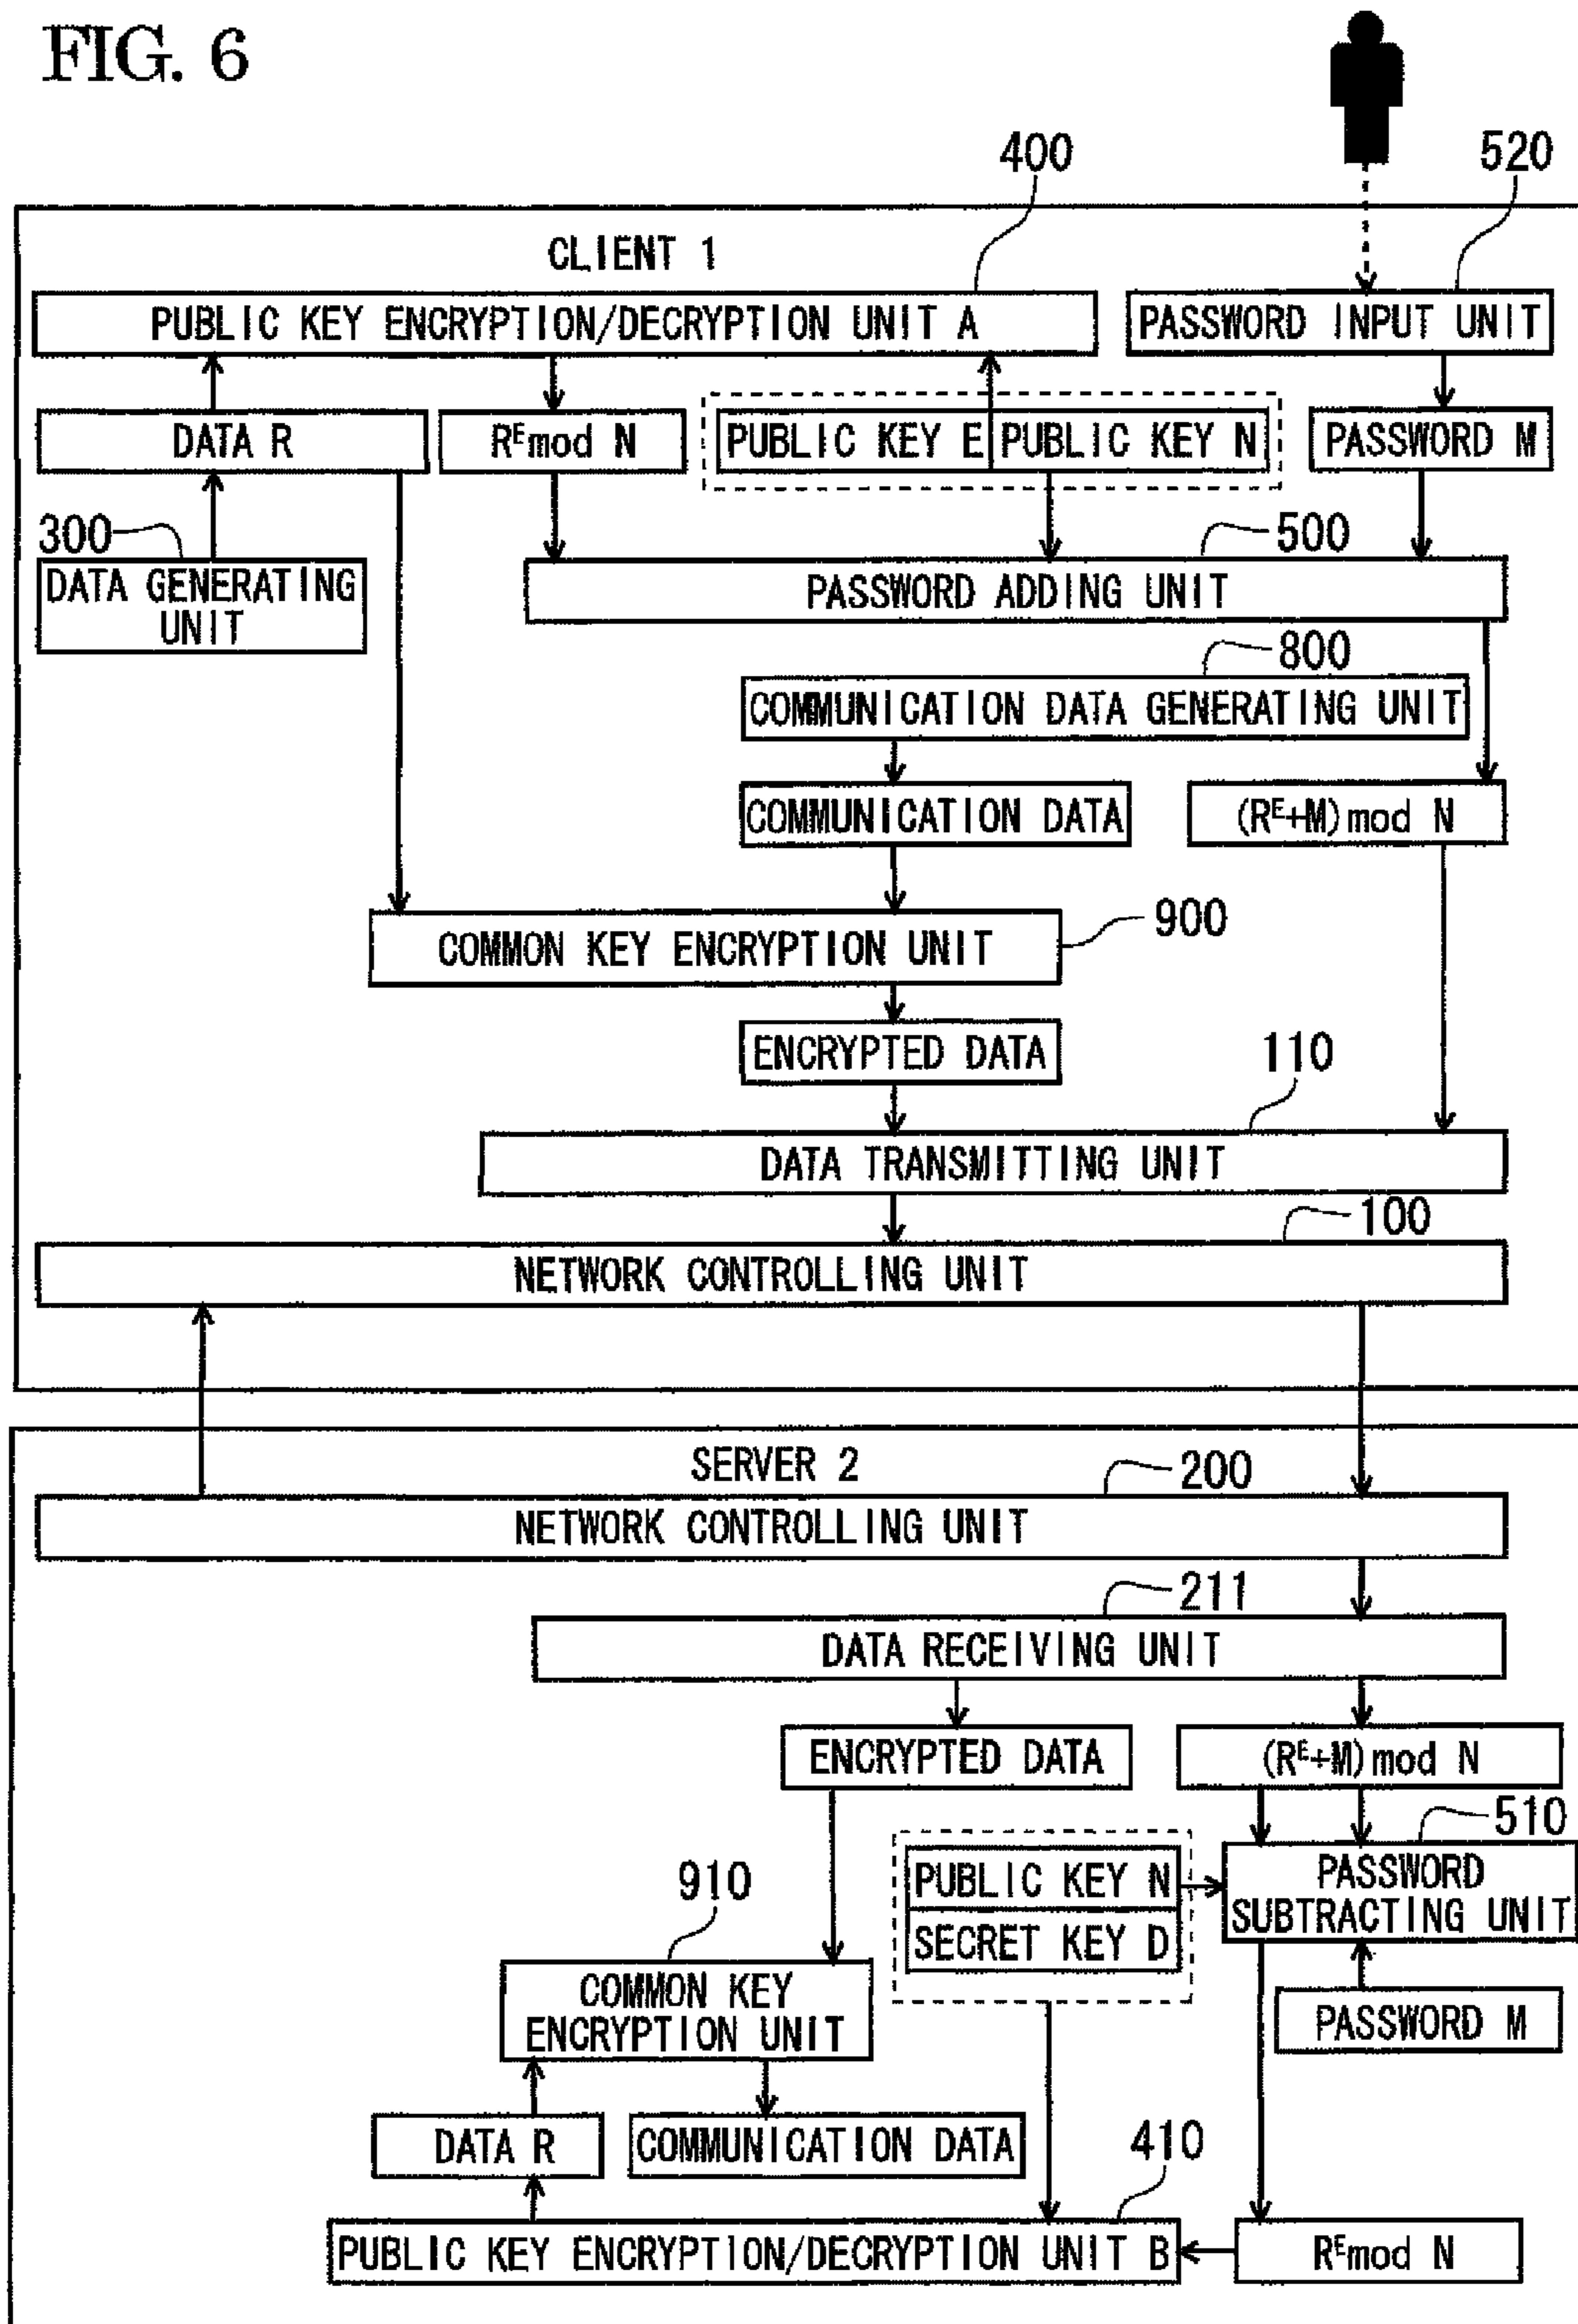 FIG. 6
400
520
CLIENT 1
PUBLIC KEY ENCRYPTION/DECRYPTION UNIT A
PASSWORD INPUT UNIT
DATA R
Rᴱmod N
PUBLIC KEY E
PUBLIC KEY N
PASSWORD M
300
500
DATA GENERATING
UNIT
PASSWORD ADDING UNIT
800
COMMUNICATION DATA GENERATING UNIT
COMMUNICATION DATA
(Rᴱ+M)mod N
COMMON KEY ENCRYPTION UNIT
900
ENCRYPTED DATA
110
DATA TRANSMITTING UNIT
100
NETWORK CONTROLLING UNIT
SERVER 2
200
NETWORK CONTROLLING UNIT
211
DATA RECEIVING UNIT
ENCRYPTED DATA
(Rᴱ+M)mod N
510
910
PUBLIC KEY N
SECRET KEY D
PASSWORD
SUBTRACTING UNIT
COMMON KEY
ENCRYPTION UNIT
PASSWORD M
DATA R
COMMUNICATION DATA
410
PUBLIC KEY ENCRYPTION/DECRYPTION UNIT B
Rᴱmod N